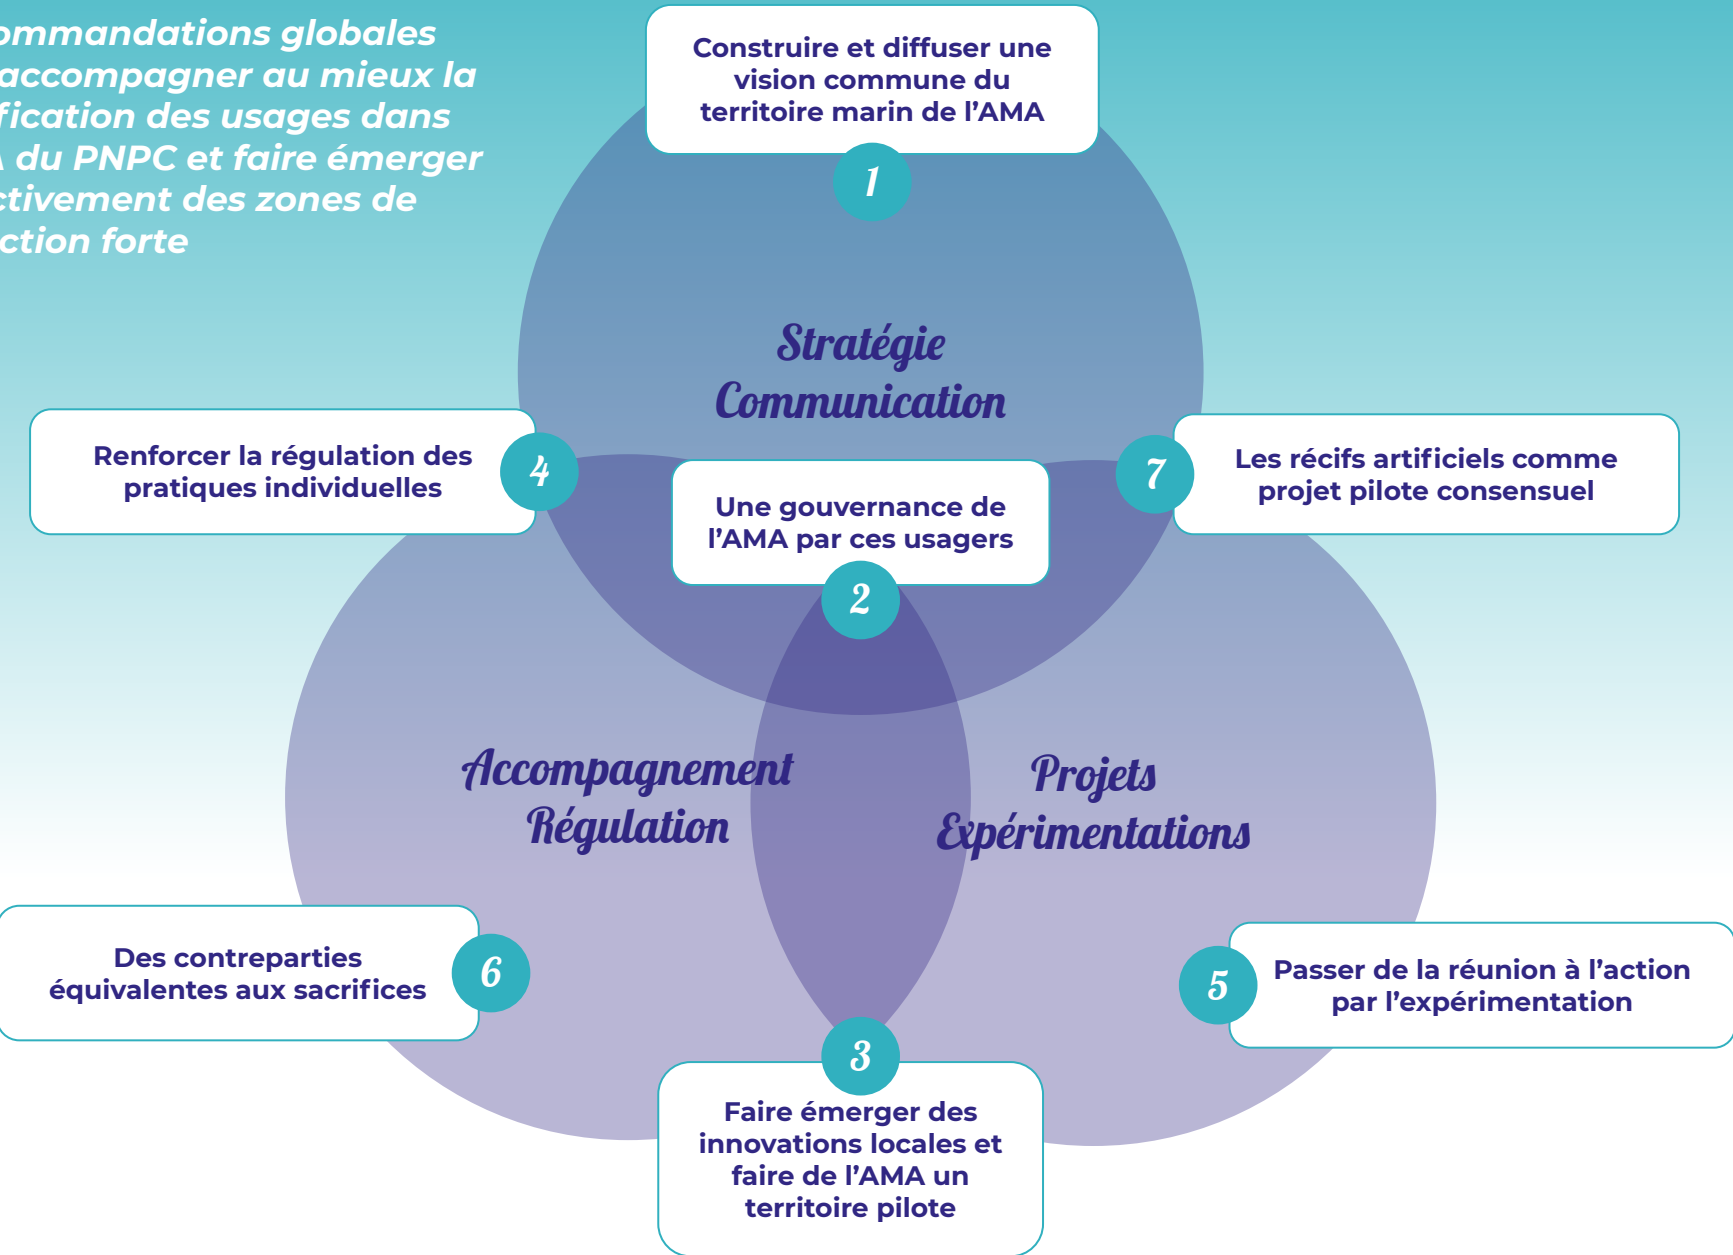 ommandations globales
accompagner au mieux la
fication des usages dans
A du PNPC et faire émerger
ctivement des zones de
ction forte
Construire et diffuser une
vision commune du
territoire marin de l’AMA
1
Stratégie
Communication
Renforcer la régulation des
pratiques individuelles
4
7
Les récifs artificiels comme
projet pilote consensuel
Une gouvernance de
l’AMA par ces usagers
2
Accompagnement
Régulation
Projets
Expérimentations
Des contreparties
équivalentes aux sacrifices
6
5
Passer de la réunion à l’action
par l’expérimentation
3
Faire émerger des
innovations locales et
faire de l’AMA un
territoire pilote